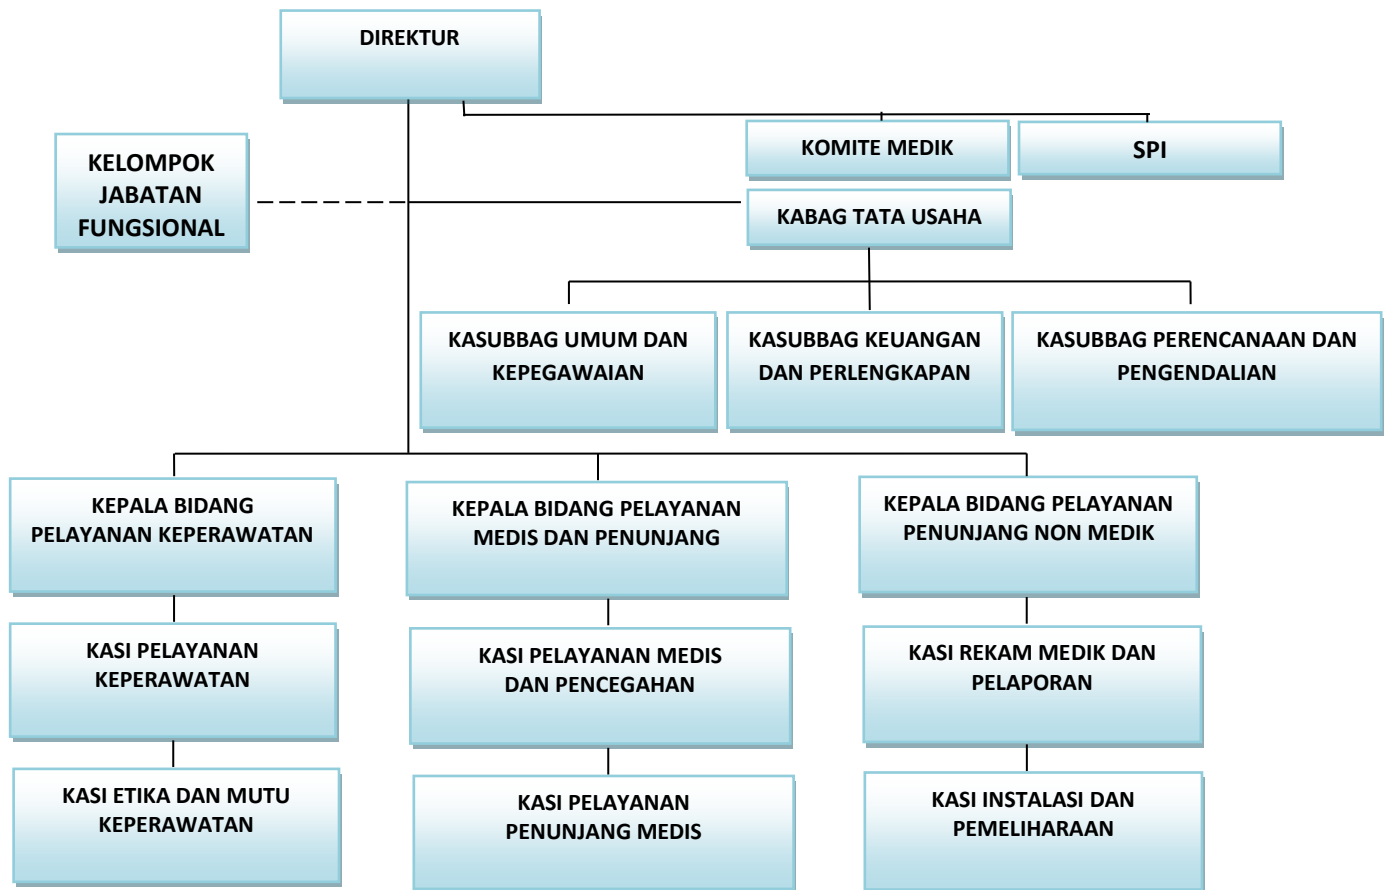 DIREKTUR
KOMITE MEDIK
SPI
KELOMPOK
JABATAN
FUNGSIONAL
KABAG TATA USAHA
KASUBBAG UMUM DAN
KEPEGAWAIAN
KASUBBAG KEUANGAN
DAN PERLENGKAPAN
KASUBBAG PERENCANAAN DAN
PENGENDALIAN
KEPALA BIDANG
PELAYANAN KEPERAWATAN
KEPALA BIDANG PELAYANAN
MEDIS DAN PENUNJANG
KEPALA BIDANG PELAYANAN
PENUNJANG NON MEDIK
KASI PELAYANAN
KEPERAWATAN
KASI PELAYANAN MEDIS
DAN PENCEGAHAN
KASI REKAM MEDIK DAN
PELAPORAN
KASI ETIKA DAN MUTU
KEPERAWATAN
KASI PELAYANAN
PENUNJANG MEDIS
KASI INSTALASI DAN
PEMELIHARAAN